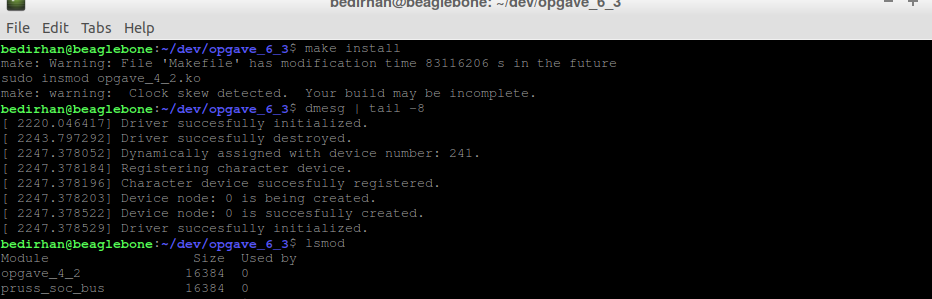 bedirhan@beaglebone: ~/dev/opgave_6_3
File Edit Tabs Help
bedirhan@beaglebone:~/dev/opgave_6_3$ make install
make: Warning: File 'Makefile' has modification time 83116206 s in the future
sudo insmod opgave_4_2.ko
make: warning:  Clock skew detected.  Your build may be incomplete.
bedirhan@beaglebone:~/dev/opgave_6_3$ dmesg | tail -8
[ 2220.046417] Driver succesfully initialized.
[ 2243.797292] Driver succesfully destroyed.
[ 2247.378052] Dynamically assigned with device number: 241.
[ 2247.378184] Registering character device.
[ 2247.378196] Character device succesfully registered.
[ 2247.378203] Device node: 0 is being created.
[ 2247.378522] Device node: 0 is succesfully created.
[ 2247.378529] Driver succesfully initialized.
bedirhan@beaglebone:~/dev/opgave_6_3$ lsmod
Module                  Size  Used by
opgave_4_2             16384  0
pruss_soc_bus          16384  0